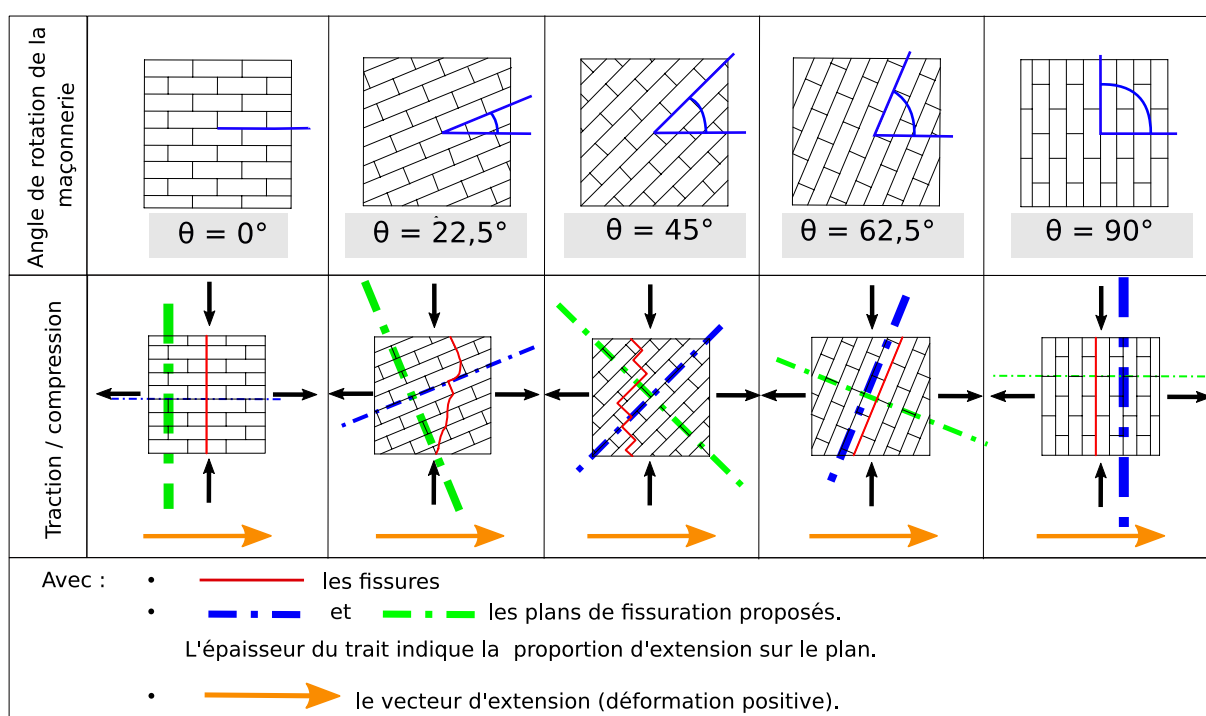 Angle de rotation de la
maçonnerie
θ = 0°
θ = 22,5°
θ = 45°
θ = 62,5°
θ = 90°
Traction / compression
Avec :
• les fissures
• et les plans de fissuration proposés.
L'épaisseur du trait indique la proportion d'extension sur le plan.
• le vecteur d'extension (déformation positive).